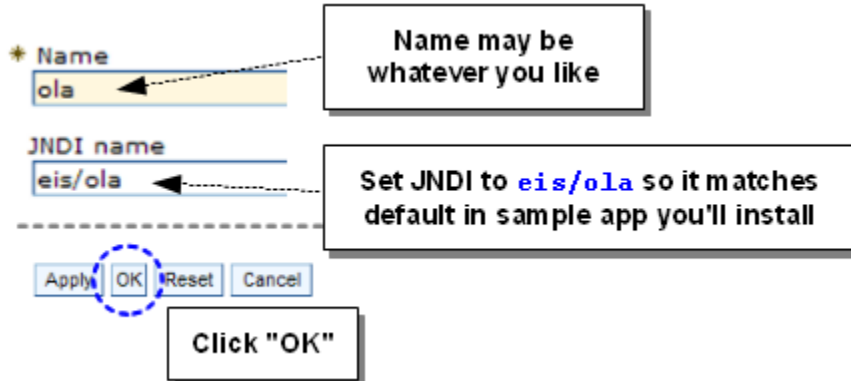 * Name
ola
Name may be
whatever you like
JNDI name
eis/ola
Set JNDI to eis/ola so it matches
default in sample app you'll install
Apply OK Reset Cancel
Click "OK"